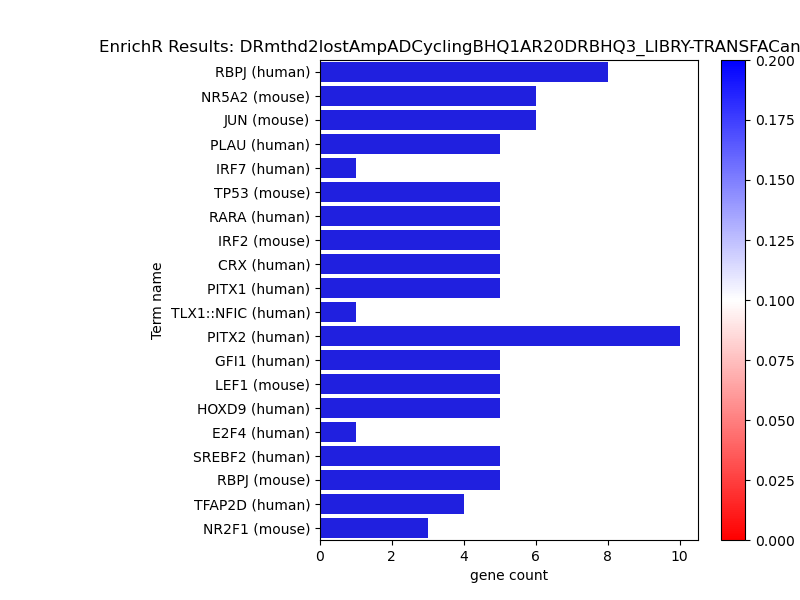 EnrichR Results: DRmthd2lostAmpADCyclingBHQ1AR20DRBHQ3_LIBRY-TRANSFACan
RBPJ (human)
NR5A2 (mouse)
JUN (mouse)
PLAU (human)
IRF7 (human)
TP53 (mouse)
RARA (human)
IRF2 (mouse)
CRX (human)
PITX1 (human)
TLX1::NFIC (human)
PITX2 (human)
GFI1 (human)
LEF1 (mouse)
HOXD9 (human)
E2F4 (human)
SREBF2 (human)
RBPJ (mouse)
TFAP2D (human)
NR2F1 (mouse)
Term name
0 2 4 6 8 10
gene count
0.200
0.175
0.150
0.125
0.100
0.075
0.050
0.025
0.000